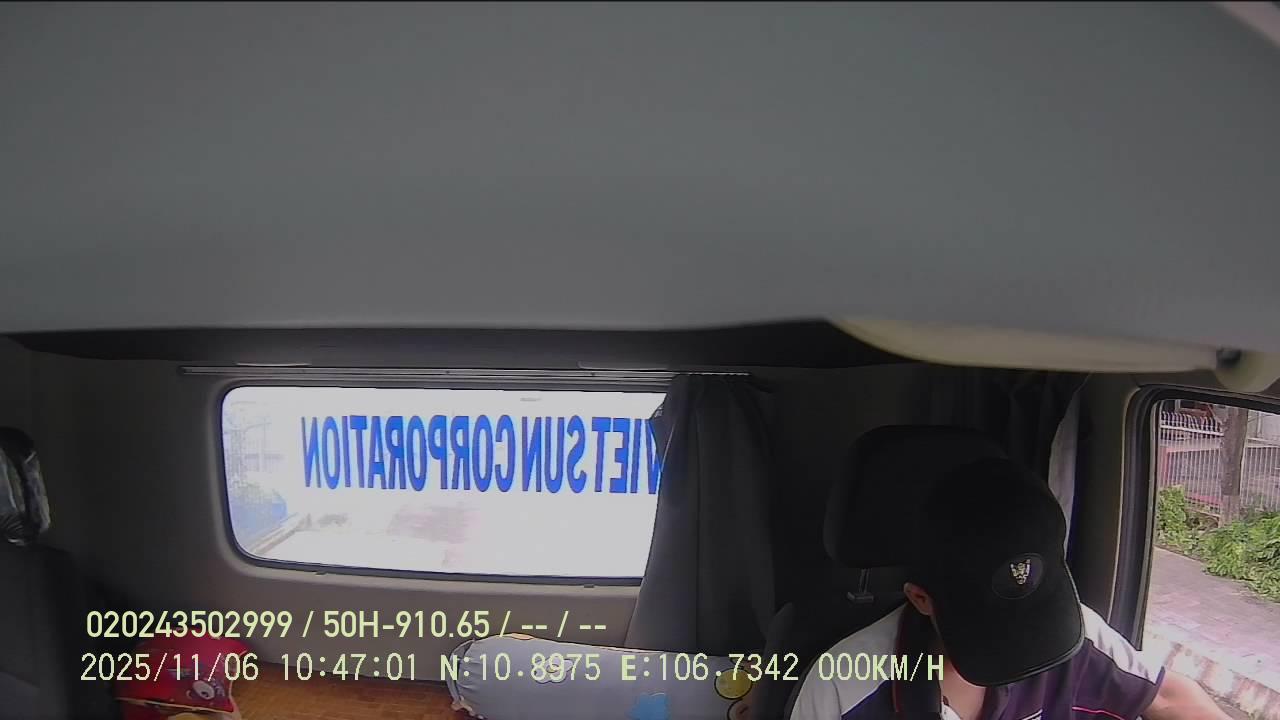 VIET SUN CORPORATION
020243502999 / 50H-910.65 / -- / --
2025/11/06 10:47:01 N:10.8975 E:106.7342 000KM/H